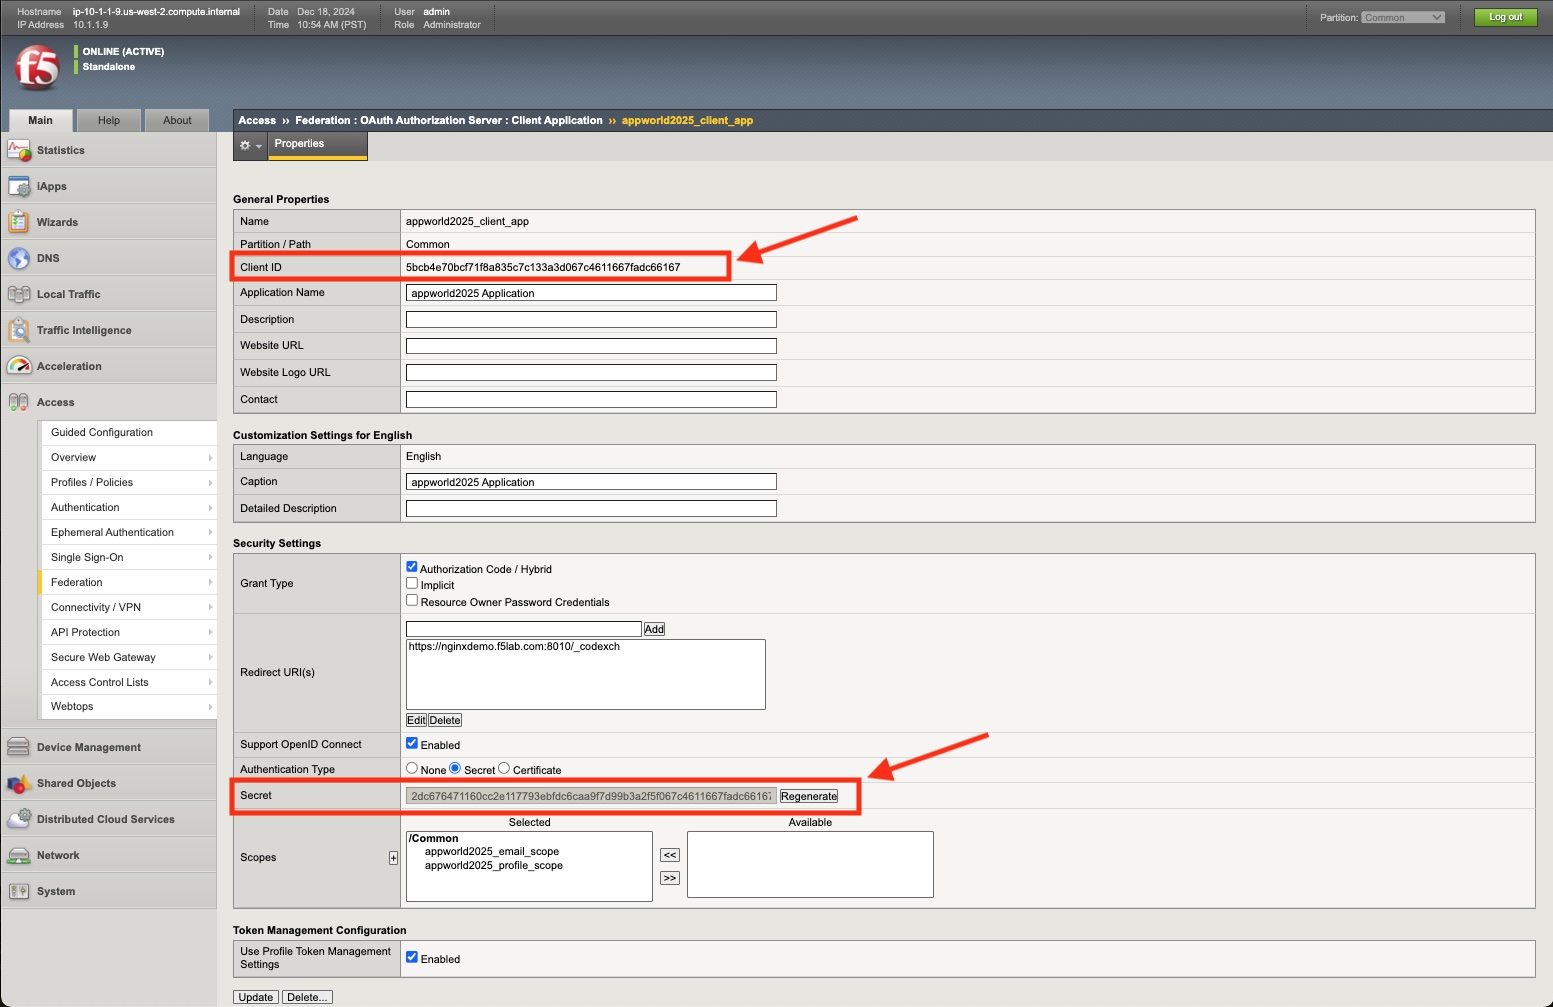 Hostname ip-10-1-1-9.us-west-2.compute.internal Date Dec 18, 2024 User admin
IP Address 10.1.1.9 Time 10:54 AM (PST) Role Administrator
Partition: Common Log out
f5
ONLINE (ACTIVE)
Standalone
Main Help About
Access ›› Federation : OAuth Authorization Server : Client Application ›› appworld2025_client_app
Properties
Statistics
iApps
Wizards
DNS
Local Traffic
Traffic Intelligence
Acceleration
Access
Guided Configuration
Overview
Profiles / Policies
Authentication
Ephemeral Authentication
Single Sign-On
Federation
Connectivity / VPN
API Protection
Secure Web Gateway
Access Control Lists
Webtops
Device Management
Shared Objects
Distributed Cloud Services
Network
System
General Properties
Name appworld2025_client_app
Partition / Path Common
Client ID 5bcb4e70bcf71f8a835c7c133a3d067c4611667fadc66167
Application Name appworld2025 Application
Description
Website URL
Website Logo URL
Contact
Customization Settings for English
Language English
Caption appworld2025 Application
Detailed Description
Security Settings
Grant Type
Authorization Code / Hybrid
Implicit
Resource Owner Password Credentials
Redirect URI(s)
Add
https://nginxdemo.f5lab.com:8010/_codexch
Edit Delete
Support OpenID Connect Enabled
Authentication Type None Secret Certificate
Secret 2dc676471160cc2e117793ebfdc6caa9f7d99b3a2f5f067c4611667fadc66167 Regenerate
Selected Available
Scopes +
/Common
appworld2025_email_scope
appworld2025_profile_scope
<<
>>
Token Management Configuration
Use Profile Token Management
Settings
Enabled
Update Delete...